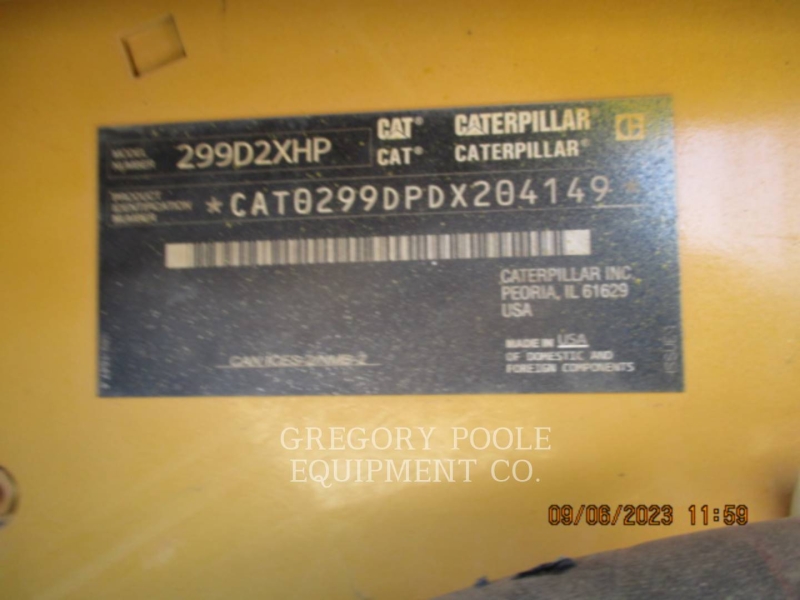 MODEL NUMBER 299D2XHP CAT® CATERPILLAR
CAT® CATERPILLAR®
PRODUCT IDENTIFICATION NUMBER *CAT0299DPDX204149*
CATERPILLAR INC.
PEORIA, IL 61629
USA
MADE IN USA
OF DOMESTIC AND
FOREIGN COMPONENTS
GREGORY POOLE
EQUIPMENT CO.
09/06/2023 11:59